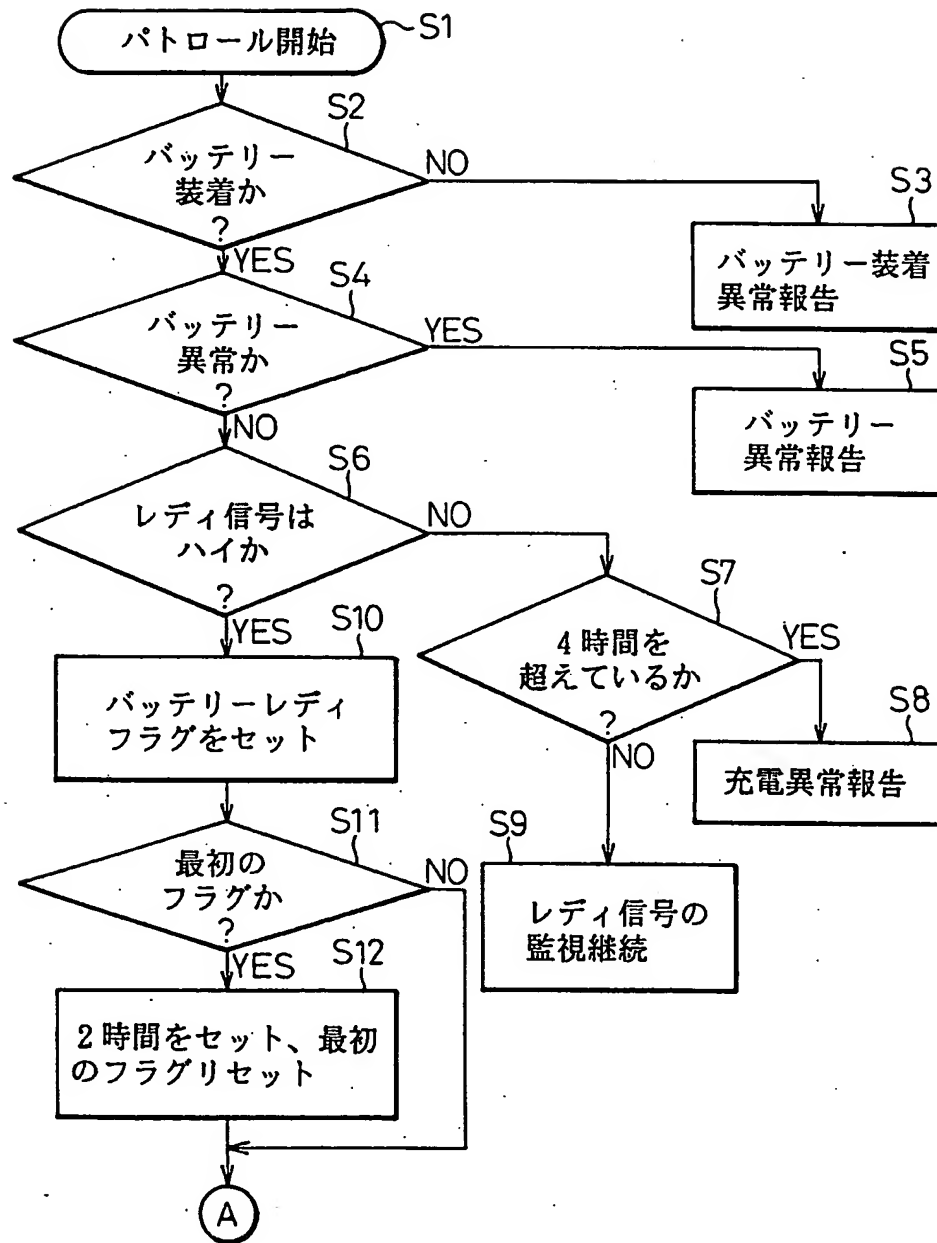 パトロール開始
S1
S2
バッテリー
装着か
?
NO
YES
S3
バッテリー装着
異常報告
S4
バッテリー
異常か
?
YES
NO
S5
バッテリー
異常報告
S6
レディ信号は
ハイか
?
NO
YES
S7
4時間を
超えているか
?
YES
NO
S8
充電異常報告
S9
レディ信号の
監視継続
S10
バッテリーレディ
フラグをセット
S11
最初の
フラグか
?
NO
YES
S12
2時間をセット、最初
のフラグリセット
A